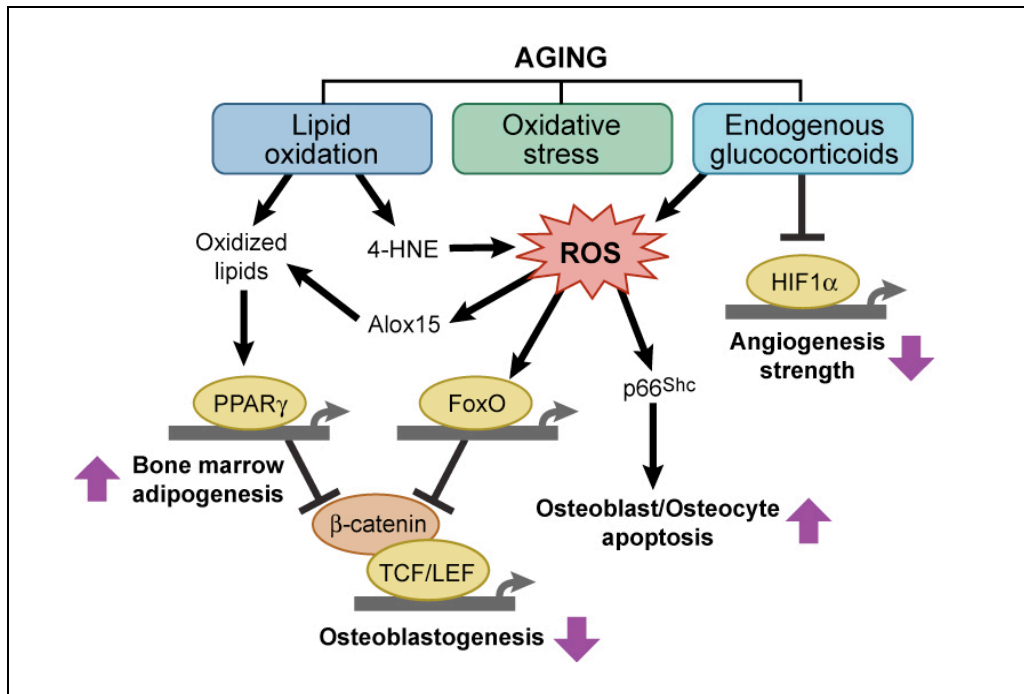 AGING
Lipid
oxidation
Oxidative
stress
Endogenous
glucocorticoids
Oxidized
lipids
4-HNE
ROS
HIF1α
Alox15
Angiogenesis
strength
PPARγ
FoxO
p66Shc
Bone marrow
adipogenesis
β-catenin
Osteoblast/Osteocyte
apoptosis
TCF/LEF
Osteoblastogenesis